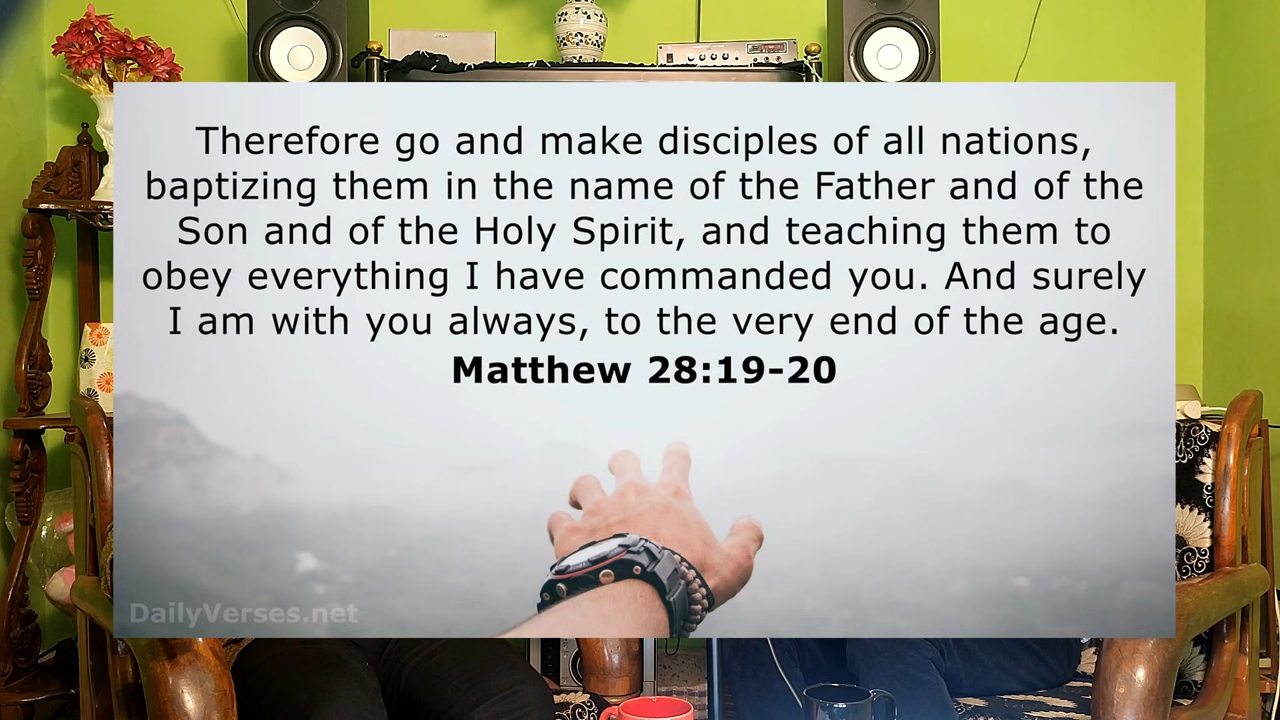 Therefore go and make disciples of all nations,
baptizing them in the name of the Father and of the
Son and of the Holy Spirit, and teaching them to
obey everything I have commanded you. And surely
I am with you always, to the very end of the age.
Matthew 28:19-20
DailyVerses.net